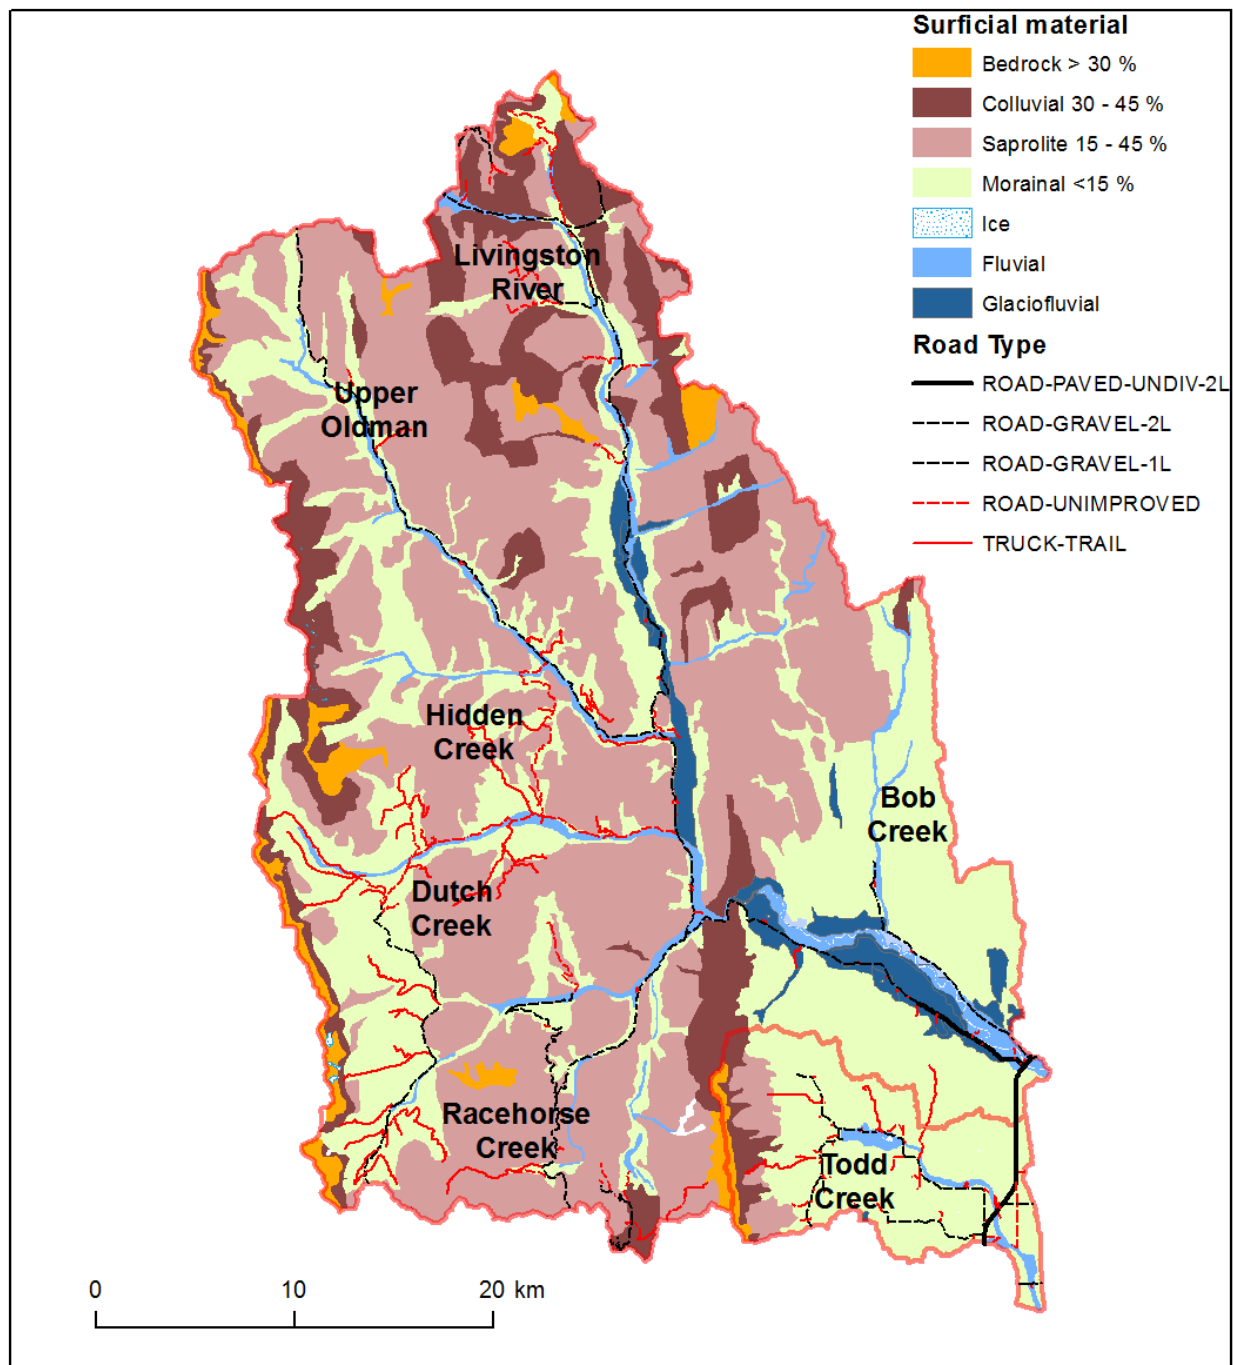 Surficial material
Bedrock > 30 %
Colluvial 30 - 45 %
Saprolite 15 - 45 %
Morainal <15 %
Ice
Fluvial
Glaciofluvial
Road Type
ROAD-PAVED-UNDIV-2L
ROAD-GRAVEL-2L
ROAD-GRAVEL-1L
ROAD-UNIMPROVED
TRUCK-TRAIL
Livingston
River
Upper
Oldman
Hidden
Creek
Bob
Creek
Dutch
Creek
Racehorse
Creek
Todd
Creek
0 10 20 km